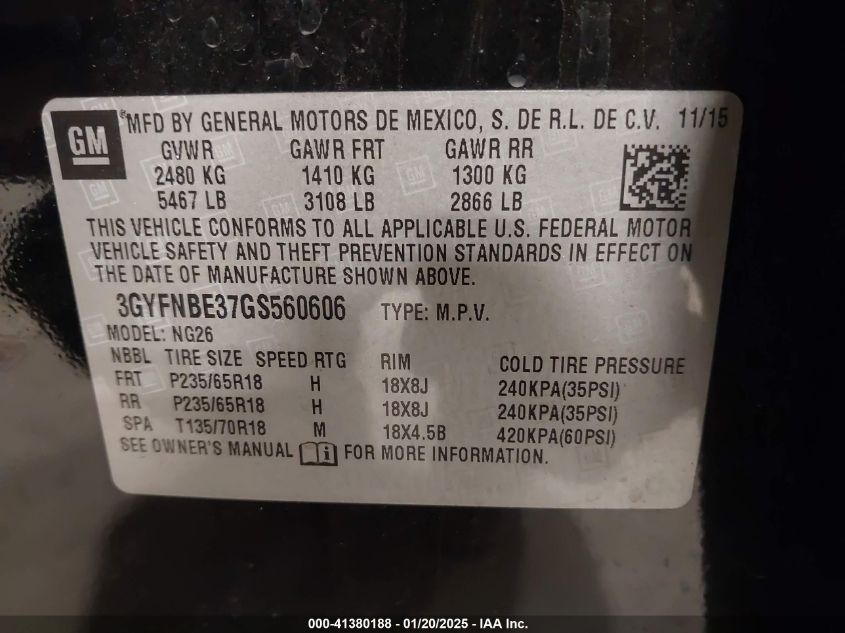 GM
MFD BY GENERAL MOTORS DE MEXICO, S. DE R.L. DE C.V. 11/15
GVWR GAWR FRT GAWR RR
2480 KG 1410 KG 1300 KG
5467 LB 3108 LB 2866 LB
THIS VEHICLE CONFORMS TO ALL APPLICABLE U.S. FEDERAL MOTOR
VEHICLE SAFETY AND THEFT PREVENTION STANDARDS IN EFFECT ON
THE DATE OF MANUFACTURE SHOWN ABOVE.
3GYFNBE37GS560606 TYPE: M.P.V.
MODEL: NG26
NBBL TIRE SIZE SPEED RTG RIM COLD TIRE PRESSURE
FRT P235/65R18 H 18X8J 240KPA(35PSI)
RR P235/65R18 H 18X8J 240KPA(35PSI)
SPA T135/70R18 M 18X4.5B 420KPA(60PSI)
SEE OWNER'S MANUAL FOR MORE INFORMATION.
000-41380188 - 01/20/2025 - IAA Inc.